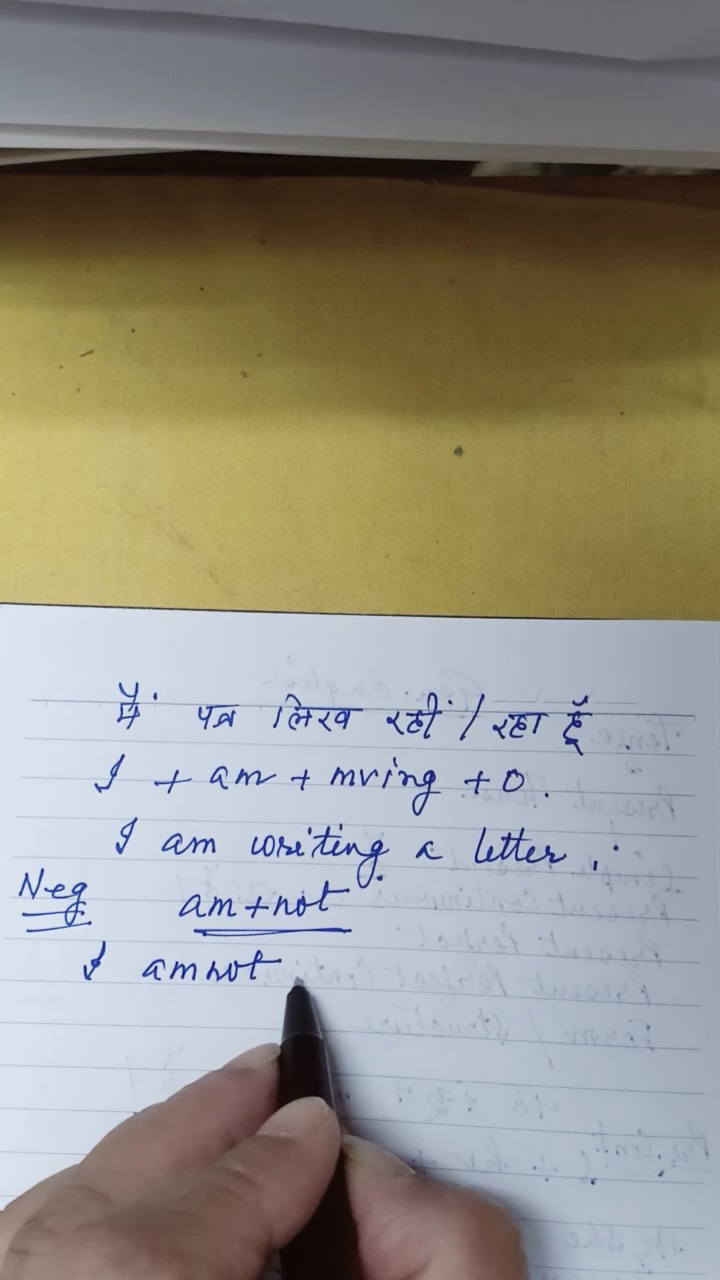 मैं पत्र लिख रही / रहा हूँ .
I + am + mving + O .
I am writing a letter .
Neg am + not
I am not